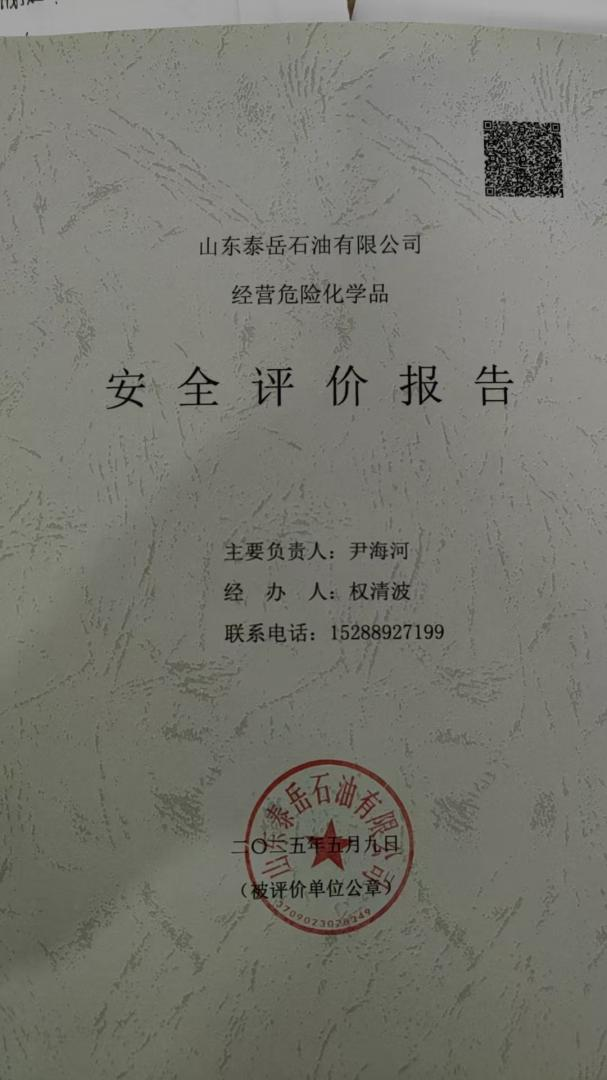 山东泰岳石油有限公司
经营危险化学品
安全评价报告
主要负责人：尹海河
经 办 人：权清波
联系电话：15288927199
山东泰岳石油有限公司
二〇二五年五月九日
（被评价单位公章）